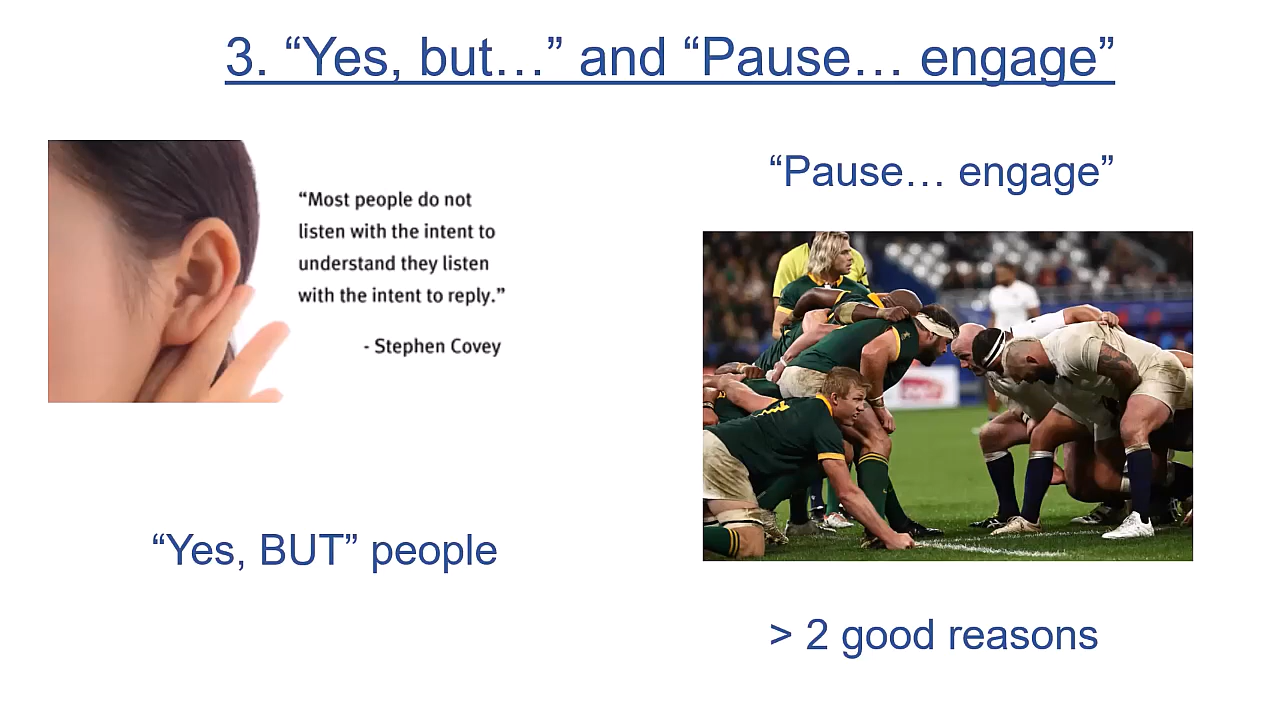 3. “Yes, but…” and “Pause… engage”
“Most people do not
listen with the intent to
understand they listen
with the intent to reply.”
- Stephen Covey
“Yes, BUT” people
“Pause… engage”
> 2 good reasons